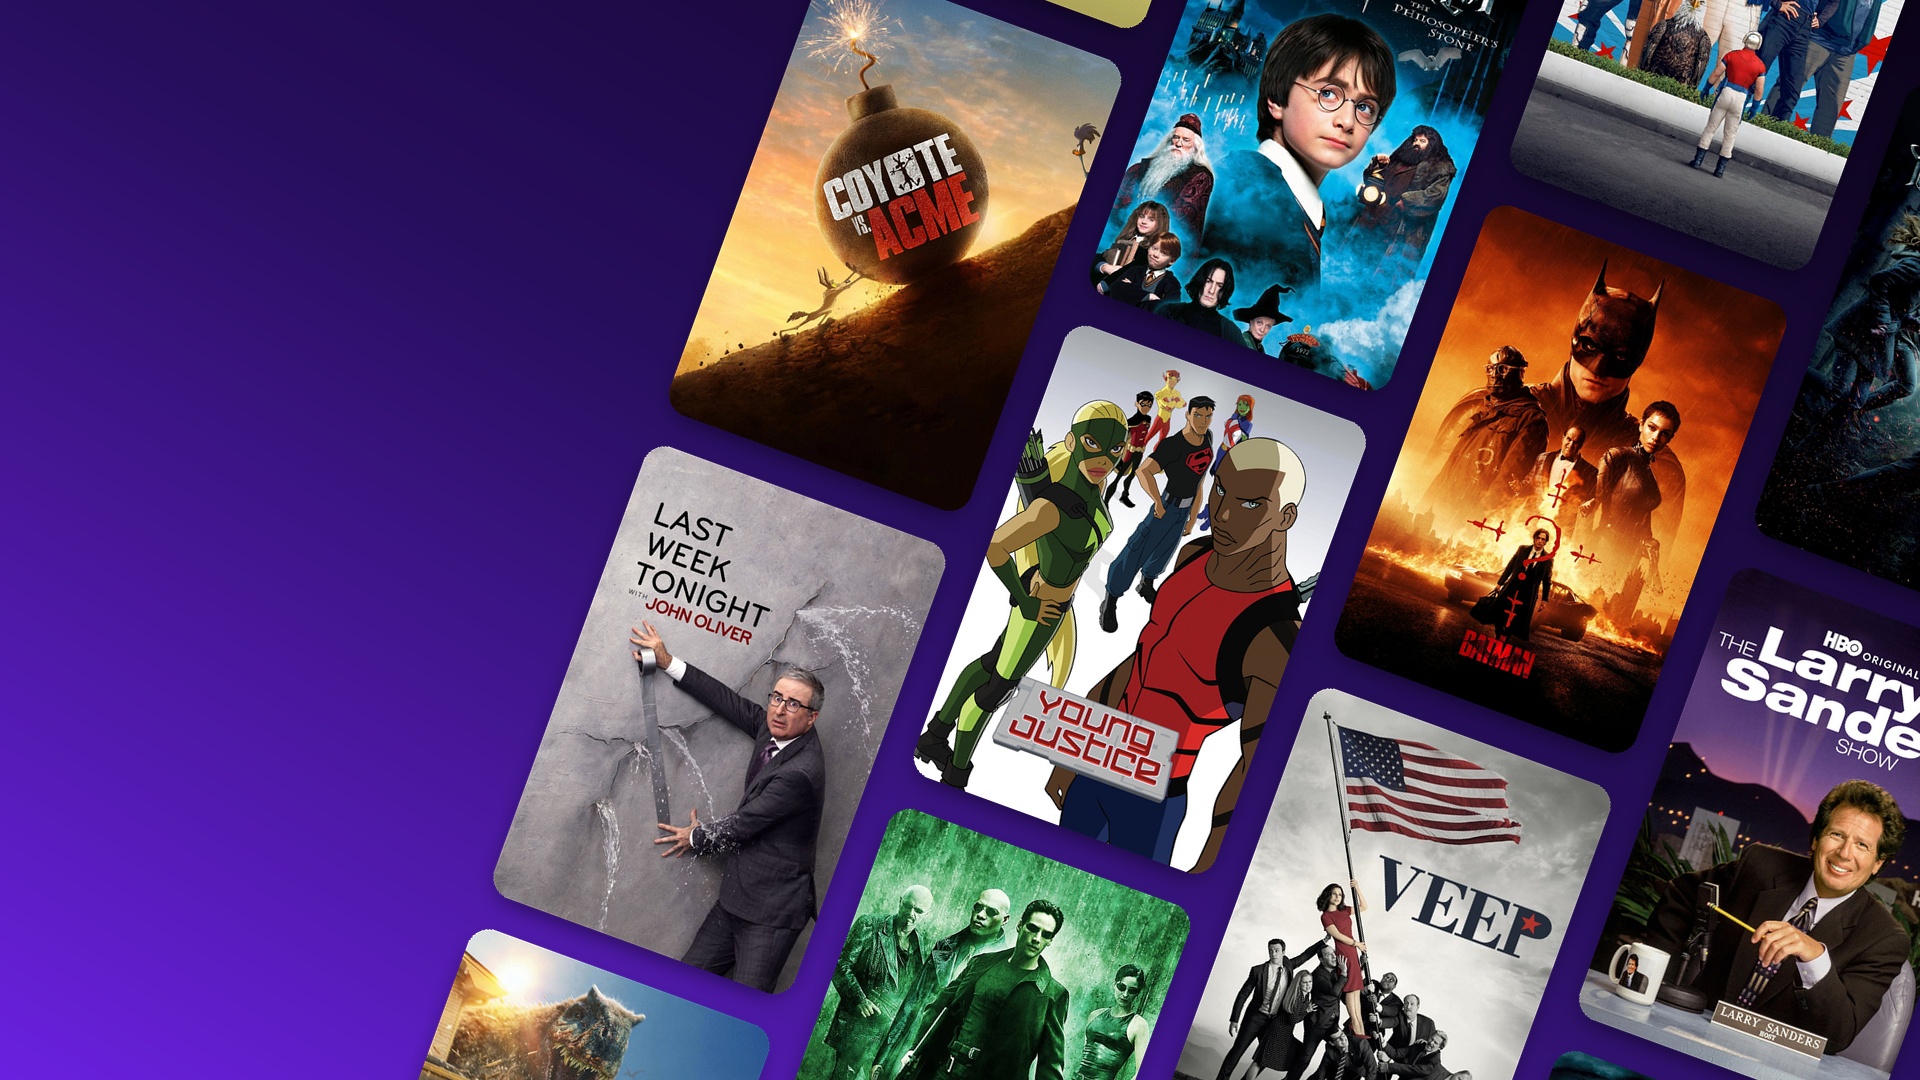 COYOTE
VS. ACME
THE
PHILOSOPHER'S
STONE
LAST
WEEK
TONIGHT
WITH JOHN OLIVER
YOUNG
JUSTICE
THE
BATMAN
VEEP
HBO ORIGINAL
THE Larry
Sande
SHOW
LARRY SANDERS
HOST